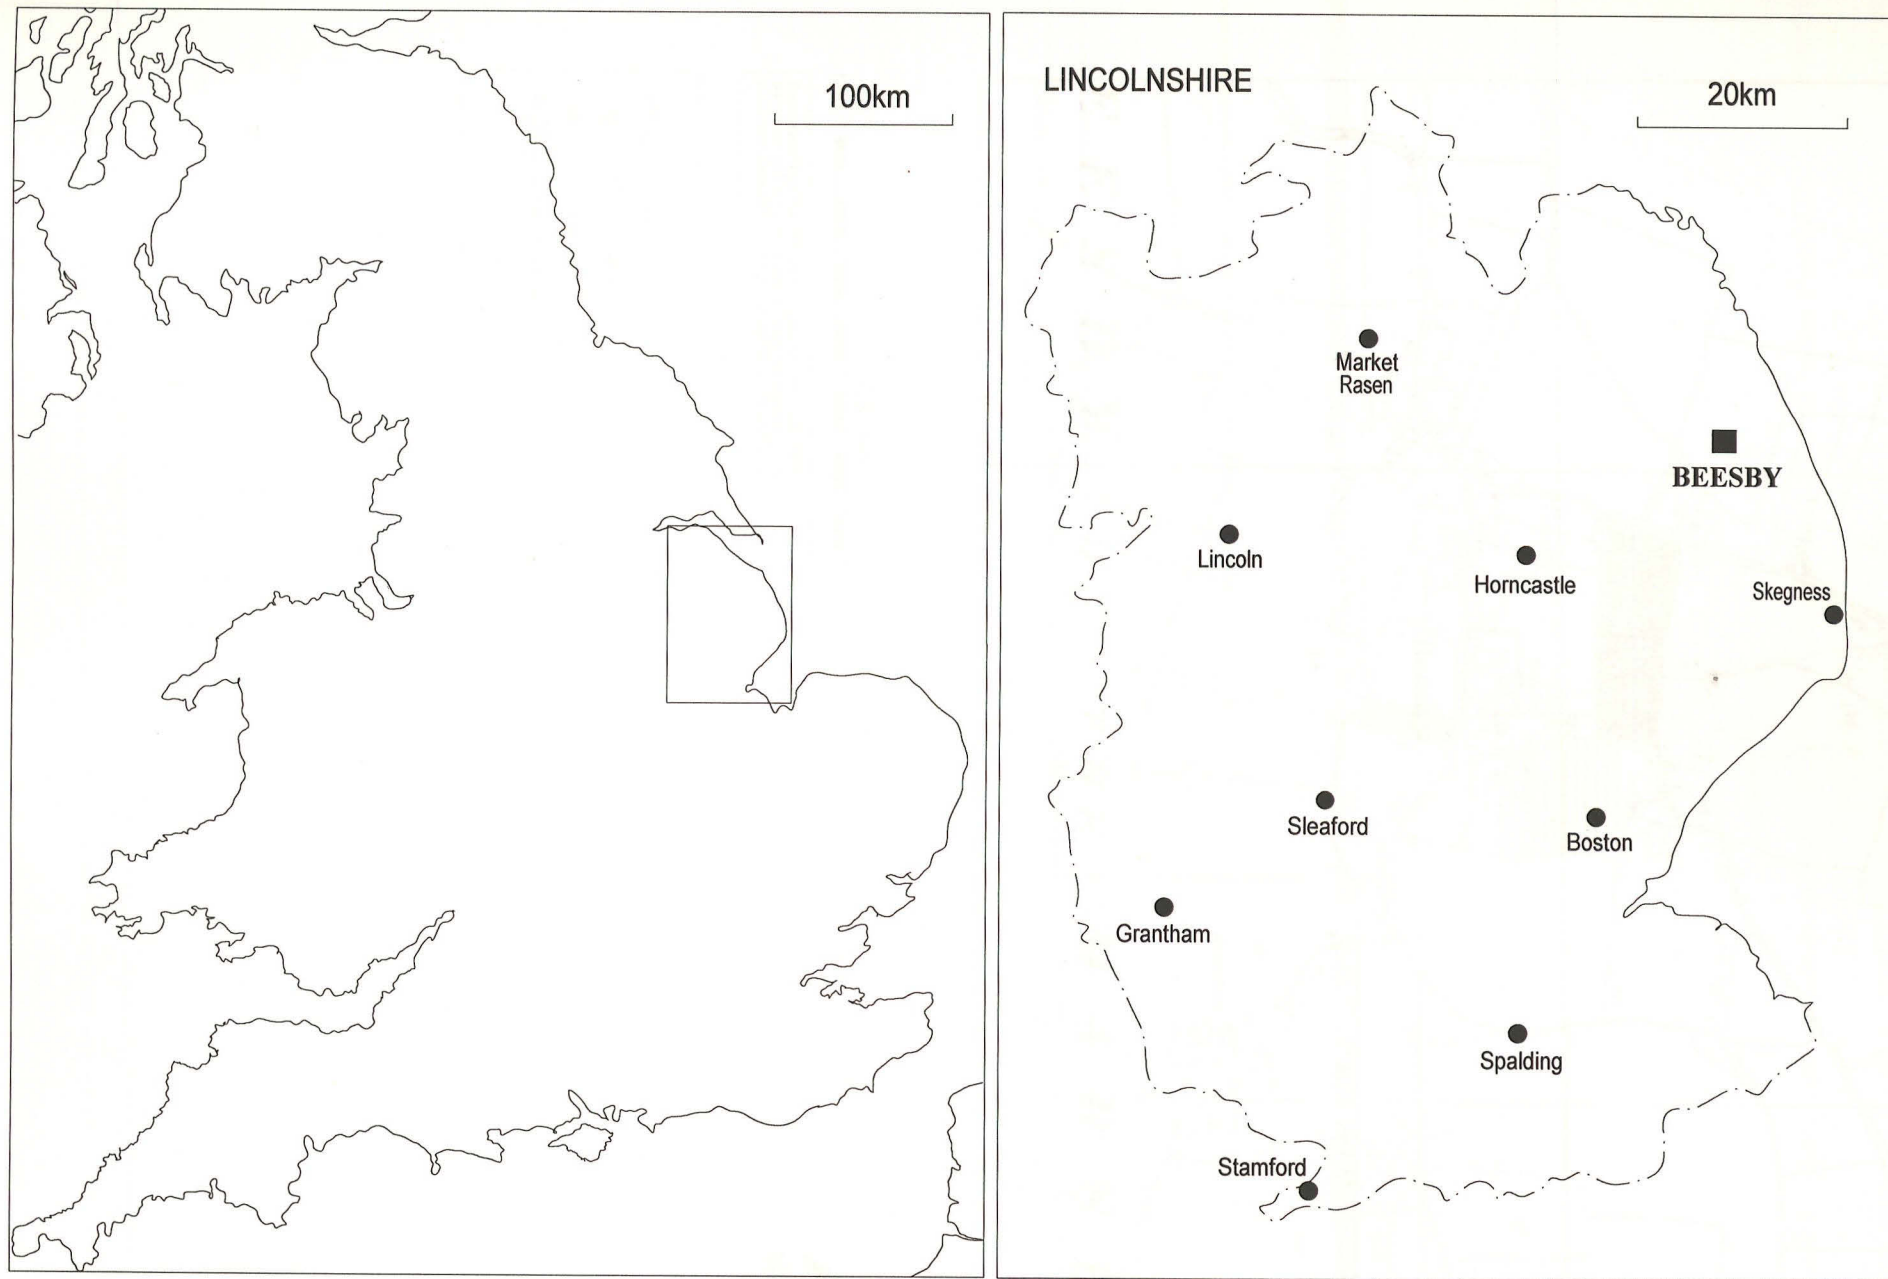 100km
LINCOLNSHIRE
20km
Market
Rasen
BEESBY
Lincoln
Horncastle
Skegness
Sleaford
Boston
Grantham
Spalding
Stamford